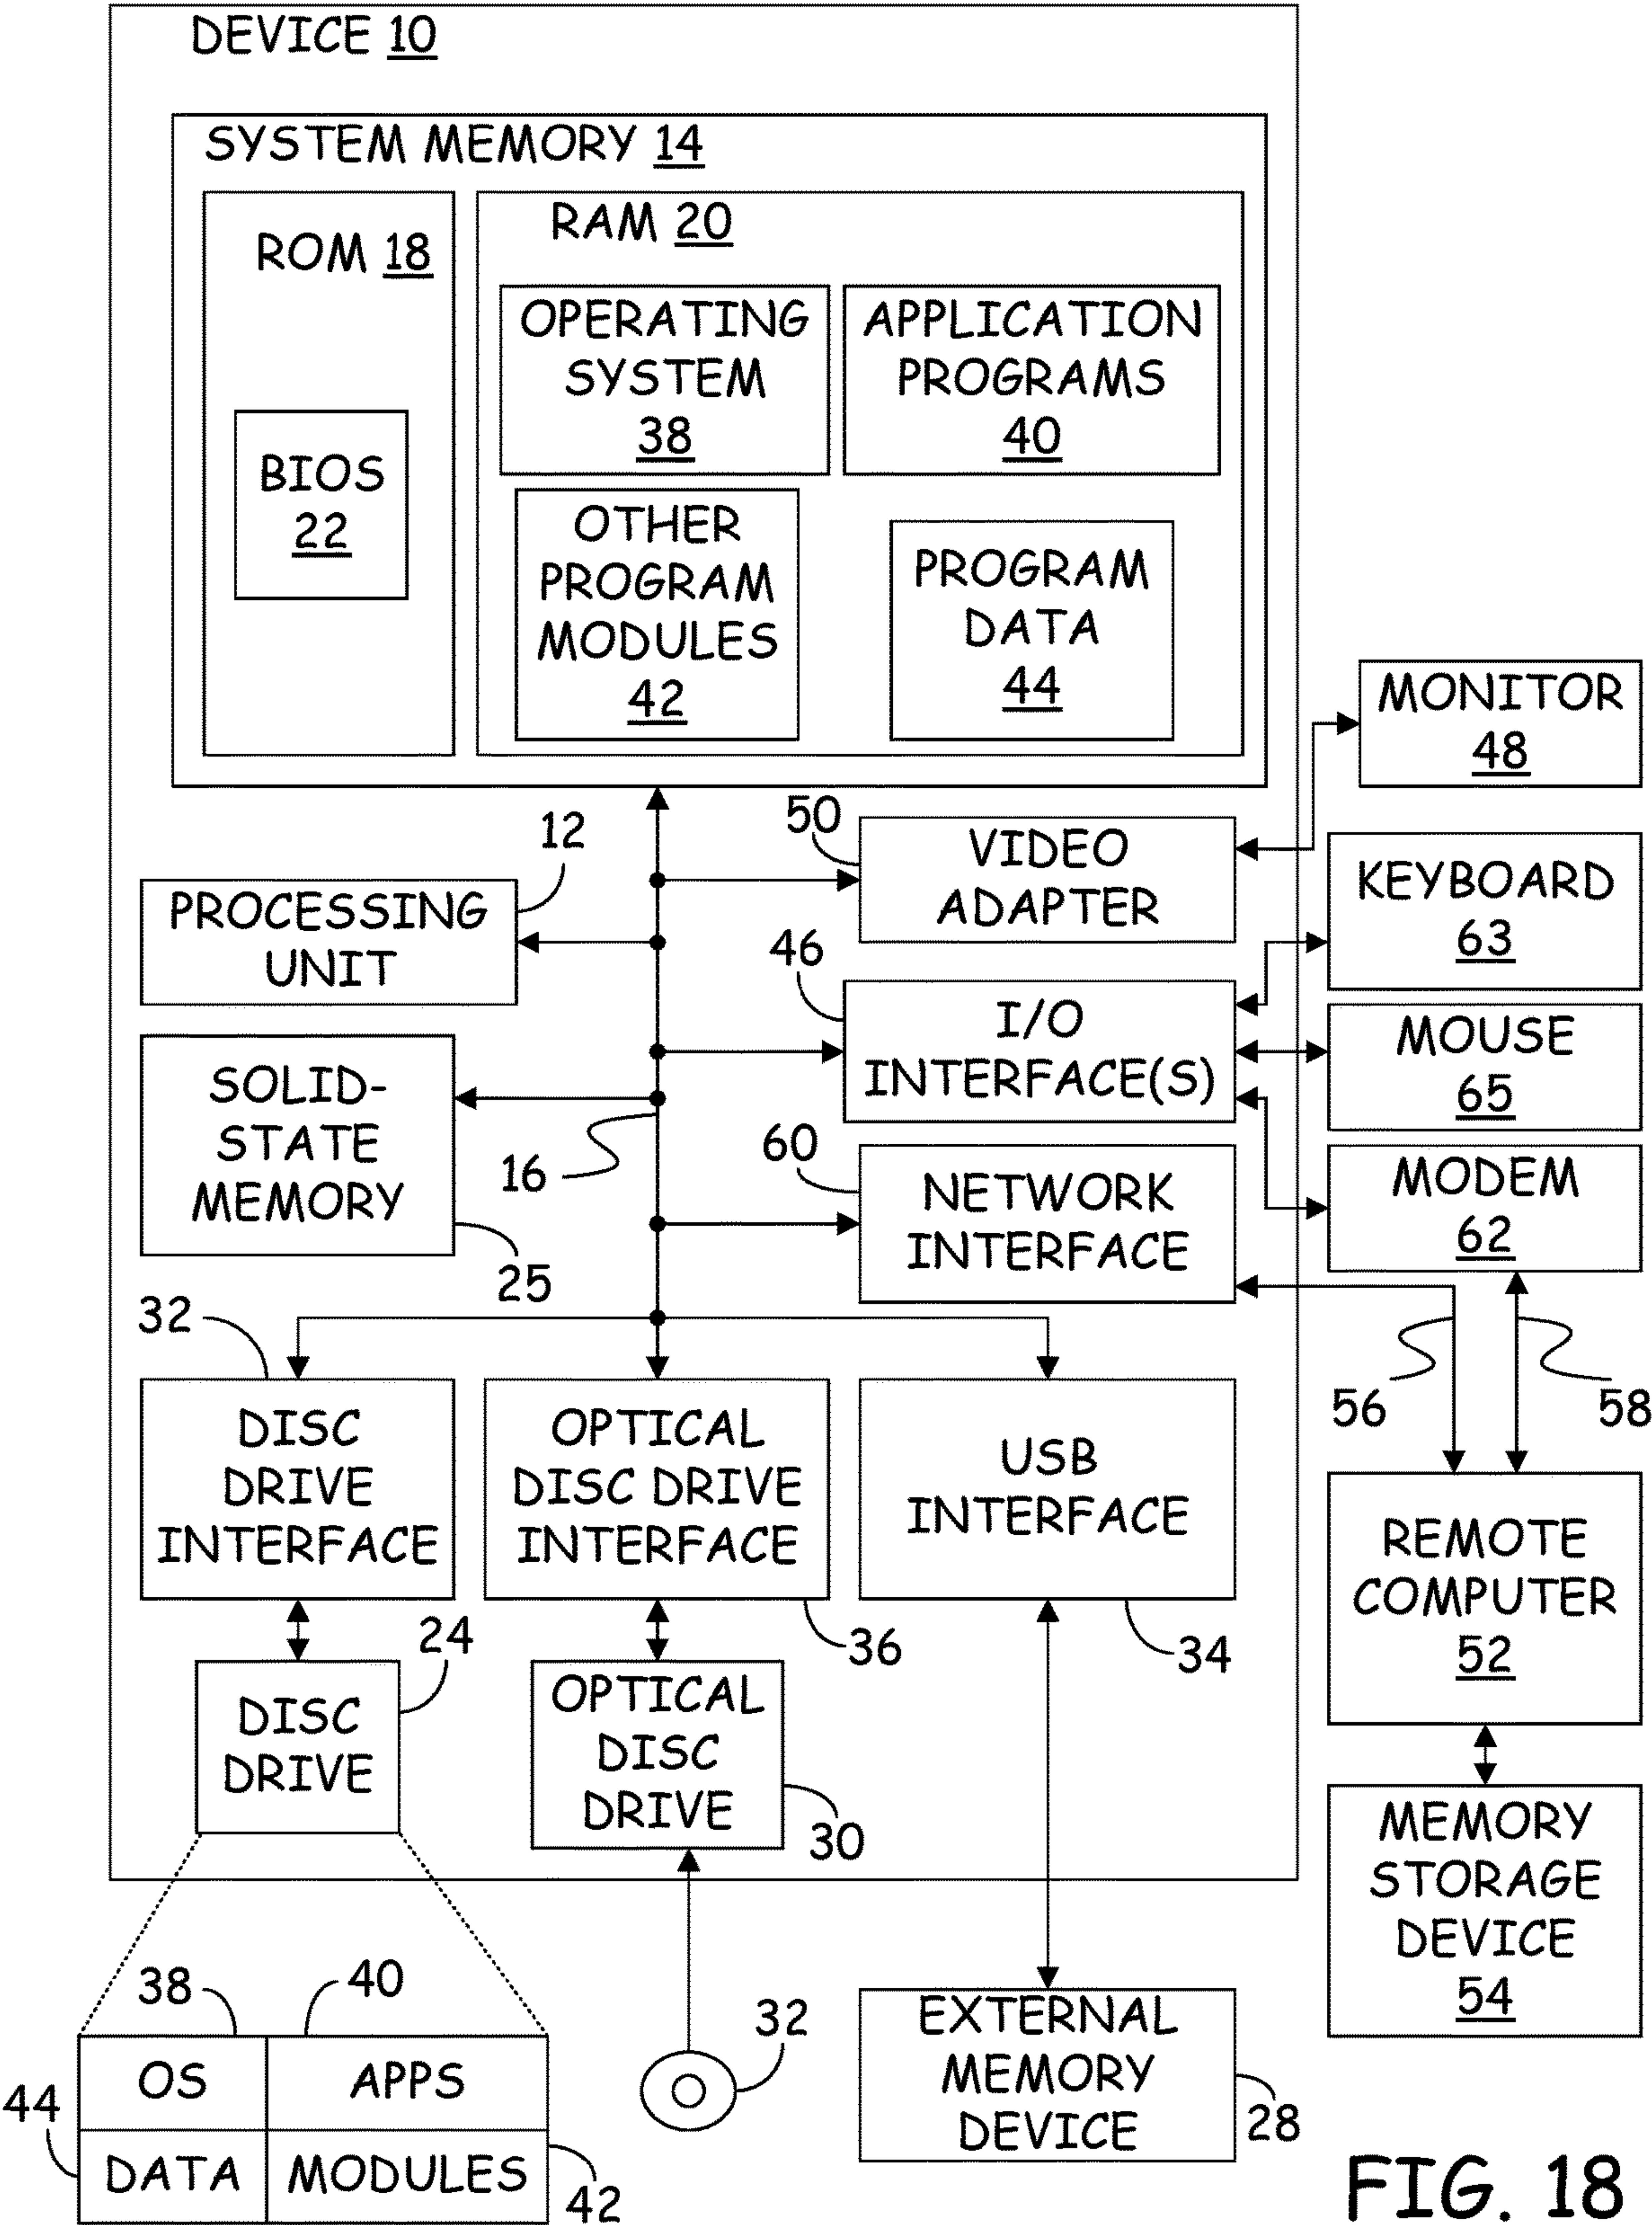 DEVICE 10
SYSTEM MEMORY 14
ROM 18
BIOS
22
RAM 20
OPERATING
SYSTEM
38
APPLICATION
PROGRAMS
40
OTHER
PROGRAM
MODULES
42
PROGRAM
DATA
44
MONITOR
48
12
PROCESSING
UNIT
50
VIDEO
ADAPTER
KEYBOARD
63
46
I/O
INTERFACE(S)
MOUSE
65
SOLID-
STATE
MEMORY
25
16
60
NETWORK
INTERFACE
MODEM
62
56
58
32
DISC
DRIVE
INTERFACE
OPTICAL
DISC DRIVE
INTERFACE
36
USB
INTERFACE
34
REMOTE
COMPUTER
52
24
DISC
DRIVE
OPTICAL
DISC
DRIVE
30
MEMORY
STORAGE
DEVICE
54
38
40
OS
APPS
44
DATA
MODULES
42
32
EXTERNAL
MEMORY
DEVICE
28
FIG. 18